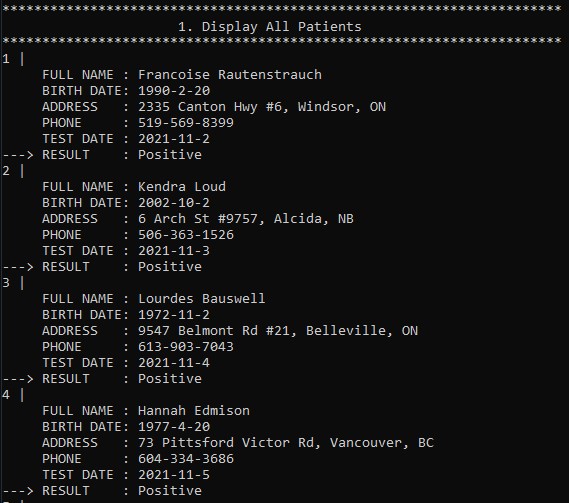 **********************************************************************
1. Display All Patients
**********************************************************************
1 |
FULL NAME : Francoise Rautenstrauch
BIRTH DATE: 1990-2-20
ADDRESS   : 2335 Canton Hwy #6, Windsor, ON
PHONE     : 519-569-8399
TEST DATE : 2021-11-2
---> RESULT    : Positive
2 |
FULL NAME : Kendra Loud
BIRTH DATE: 2002-10-2
ADDRESS   : 6 Arch St #9757, Alcida, NB
PHONE     : 506-363-1526
TEST DATE : 2021-11-3
---> RESULT    : Positive
3 |
FULL NAME : Lourdes Bauswell
BIRTH DATE: 1972-11-2
ADDRESS   : 9547 Belmont Rd #21, Belleville, ON
PHONE     : 613-903-7043
TEST DATE : 2021-11-4
---> RESULT    : Positive
4 |
FULL NAME : Hannah Edmison
BIRTH DATE: 1977-4-20
ADDRESS   : 73 Pittsford Victor Rd, Vancouver, BC
PHONE     : 604-334-3686
TEST DATE : 2021-11-5
---> RESULT    : Positive